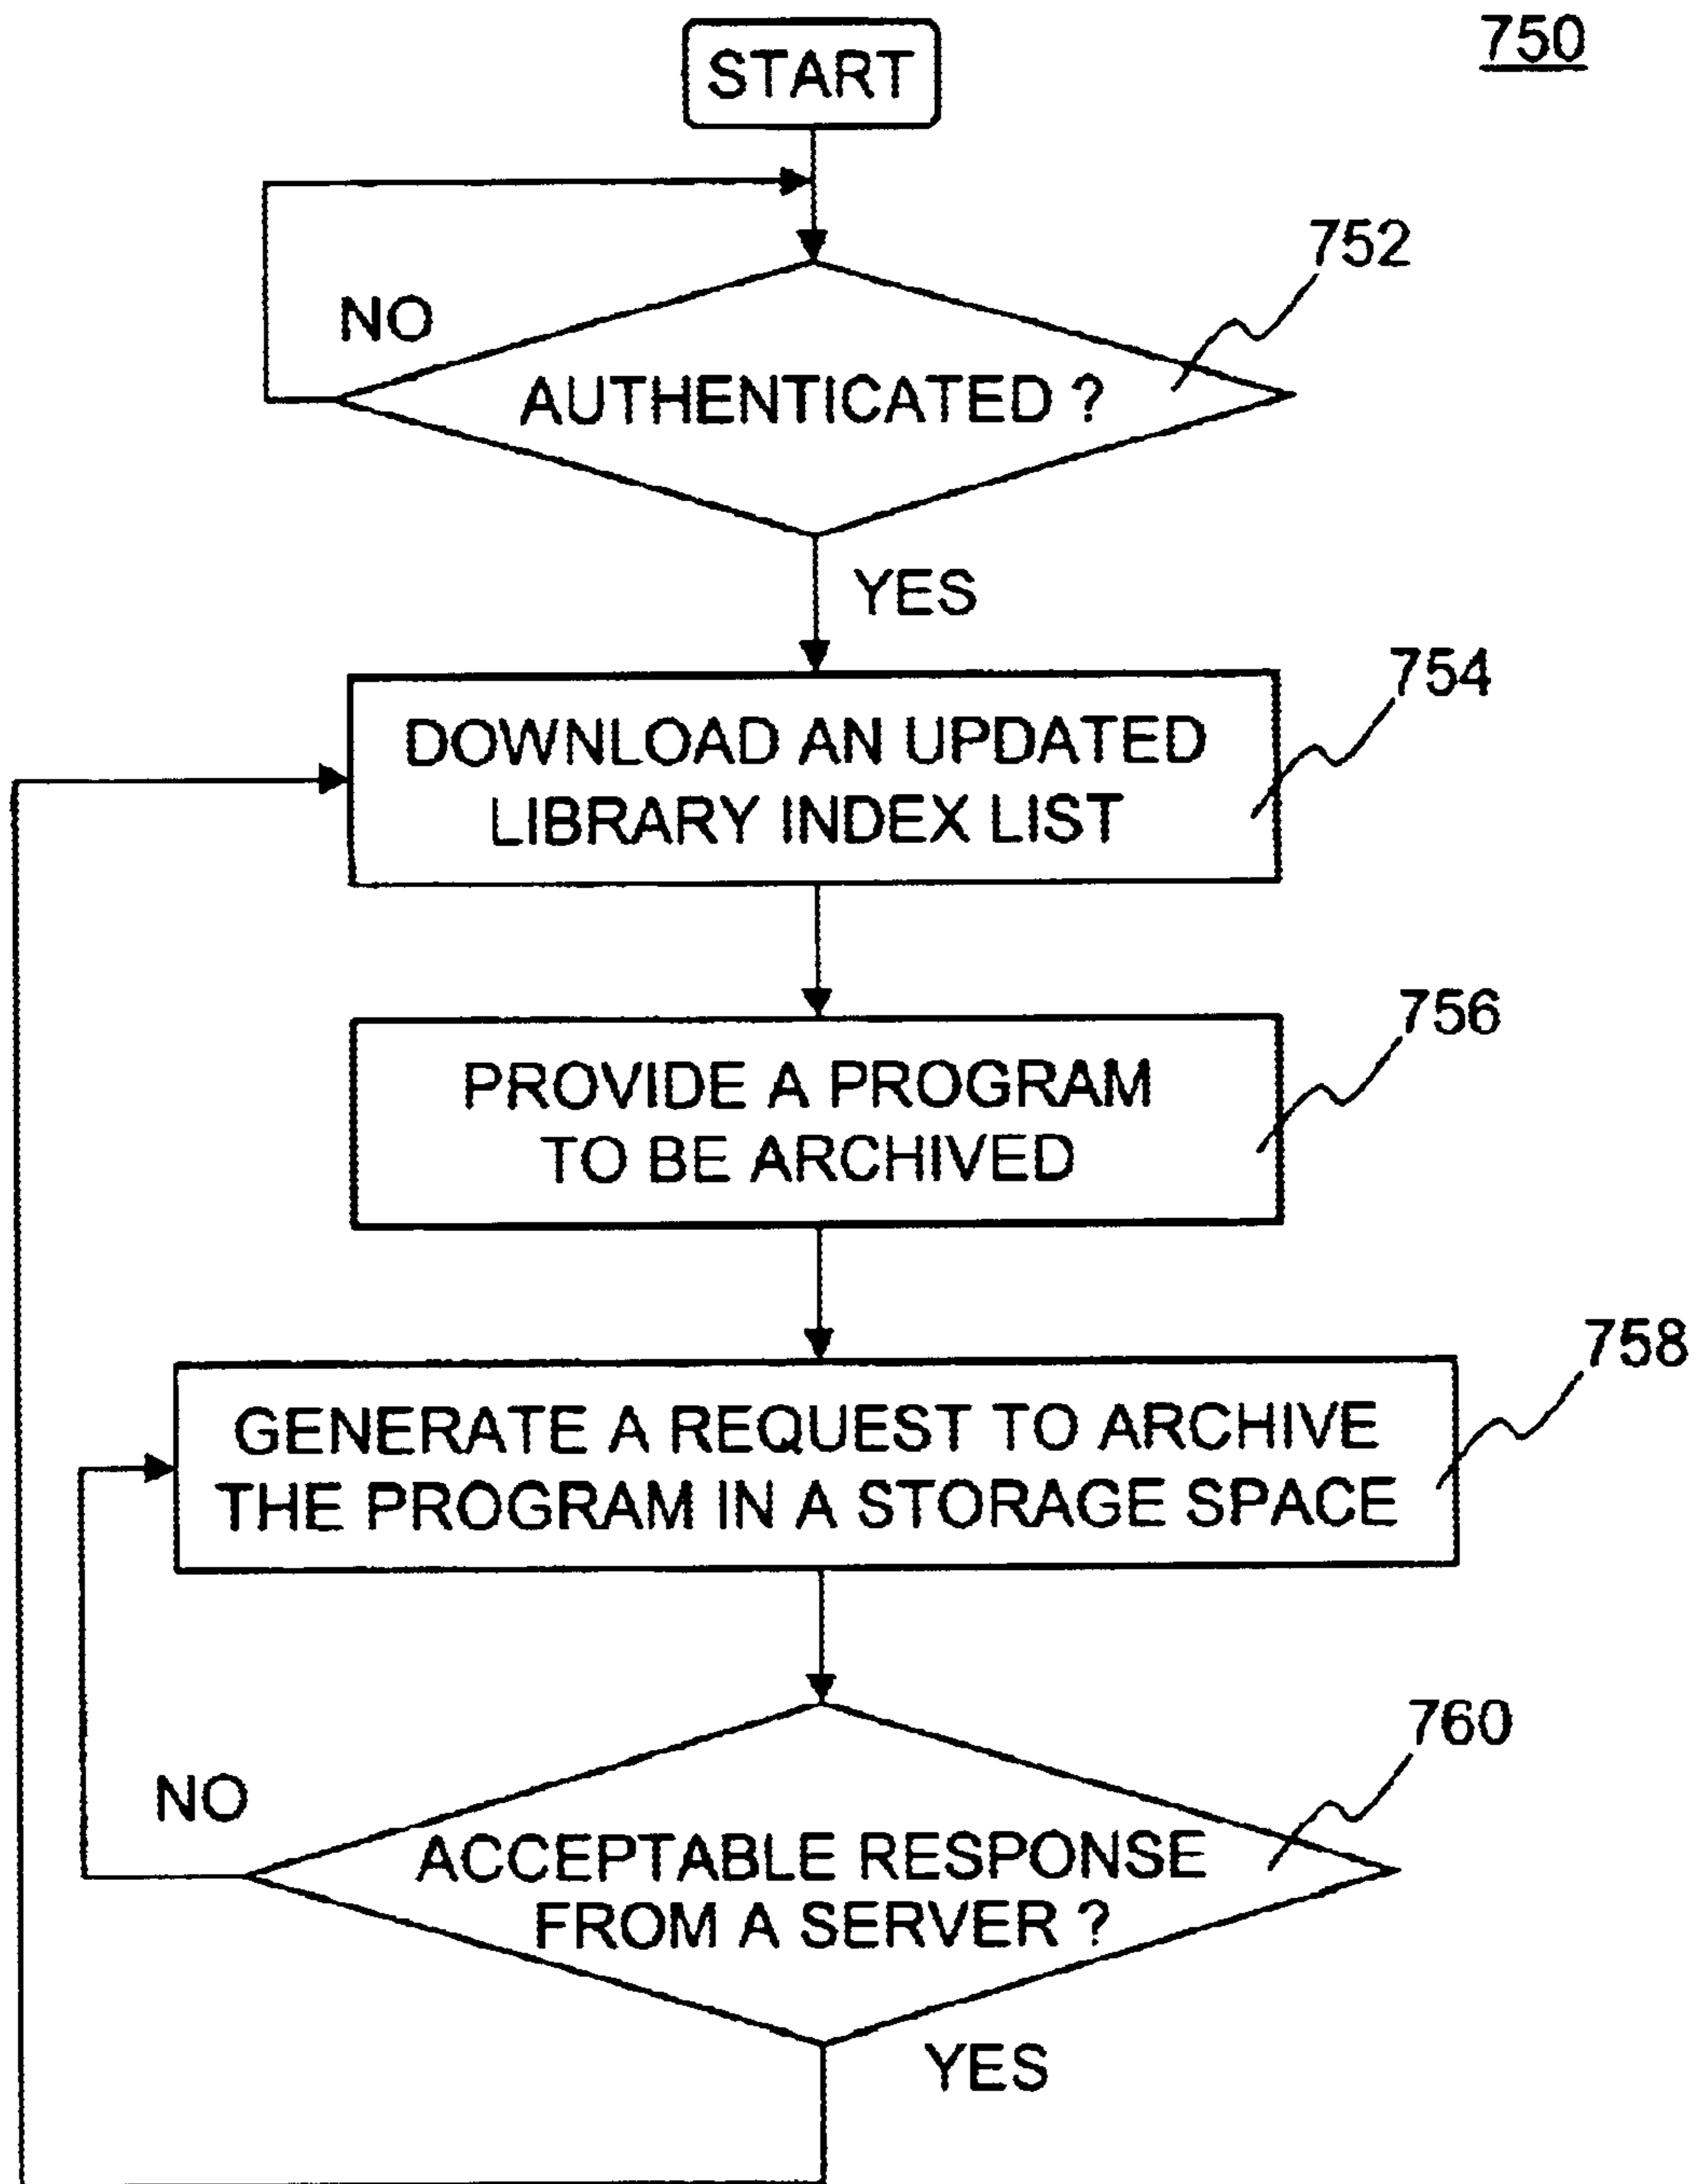 750
START
752
NO
AUTHENTICATED ?
YES
754
DOWNLOAD AN UPDATED
LIBRARY INDEX LIST
756
PROVIDE A PROGRAM
TO BE ARCHIVED
758
GENERATE A REQUEST TO ARCHIVE
THE PROGRAM IN A STORAGE SPACE
760
NO
ACCEPTABLE RESPONSE
FROM A SERVER ?
YES